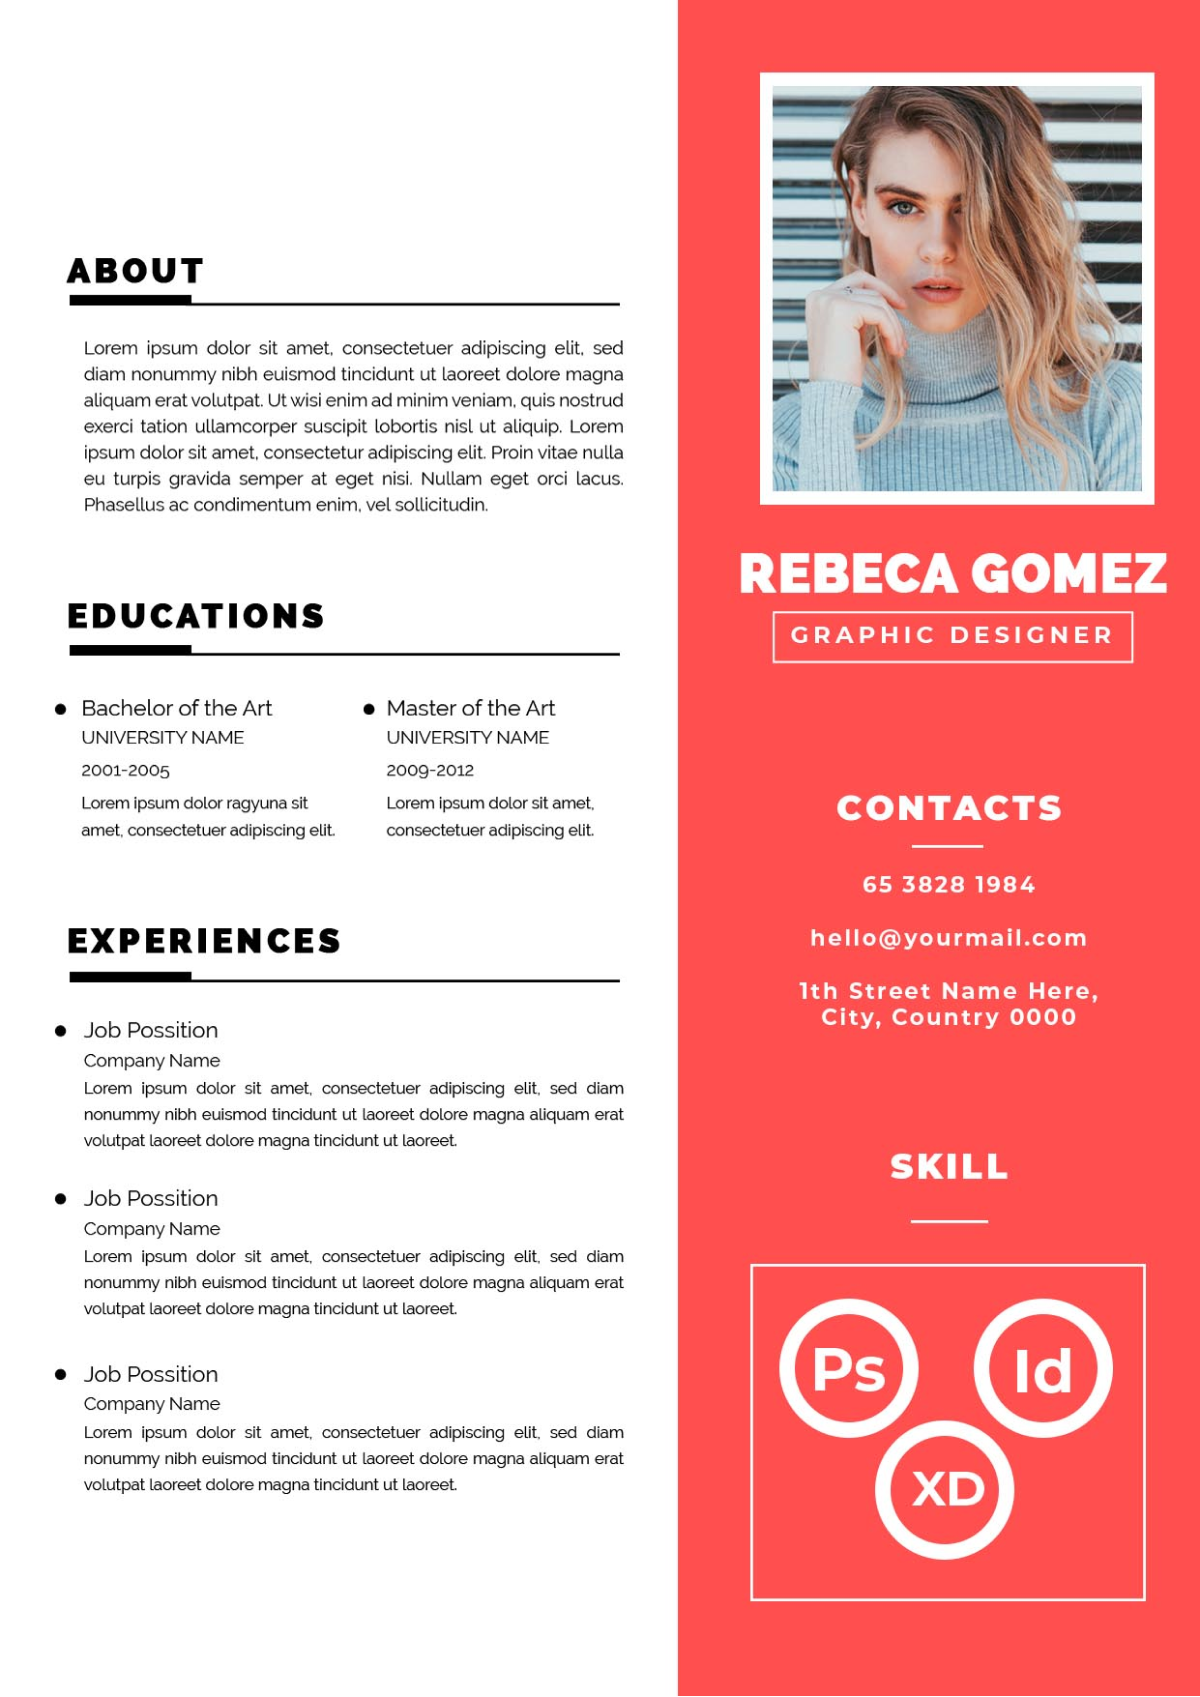 ABOUT
Lorem ipsum dolor sit amet, consectetuer adipiscing elit, sed
diam nonummy nibh euismod tincidunt ut laoreet dolore magna
aliquam erat volutpat. Ut wisi enim ad minim veniam, quis nostrud
exerci tation ullamcorper suscipit lobortis nisl ut aliquip. Lorem
ipsum dolor sit amet, consectetur adipiscing elit. Proin vitae nulla
eu turpis gravida semper at eget nisi. Nullam eget orci lacus.
Phasellus ac condimentum enim, vel sollicitudin.
EDUCATIONS
Bachelor of the Art
UNIVERSITY NAME
2001-2005
Lorem ipsum dolor ragyuna sit
amet, consectetuer adipiscing elit.
Master of the Art
UNIVERSITY NAME
2009-2012
Lorem ipsum dolor sit amet,
consectetuer adipiscing elit.
EXPERIENCES
Job Possition
Company Name
Lorem ipsum dolor sit amet, consectetuer adipiscing elit, sed diam
nonummy nibh euismod tincidunt ut laoreet dolore magna aliquam erat
volutpat laoreet dolore magna tincidunt ut laoreet.
Job Possition
Company Name
Lorem ipsum dolor sit amet, consectetuer adipiscing elit, sed diam
nonummy nibh euismod tincidunt ut laoreet dolore magna aliquam erat
volutpat laoreet dolore magna tincidunt ut laoreet.
Job Possition
Company Name
Lorem ipsum dolor sit amet, consectetuer adipiscing elit, sed diam
nonummy nibh euismod tincidunt ut laoreet dolore magna aliquam erat
volutpat laoreet dolore magna tincidunt ut laoreet.
REBECA GOMEZ
GRAPHIC DESIGNER
CONTACTS
65 3828 1984
hello@yourmail.com
1th Street Name Here,
City, Country 0000
SKILL
Ps
Id
XD